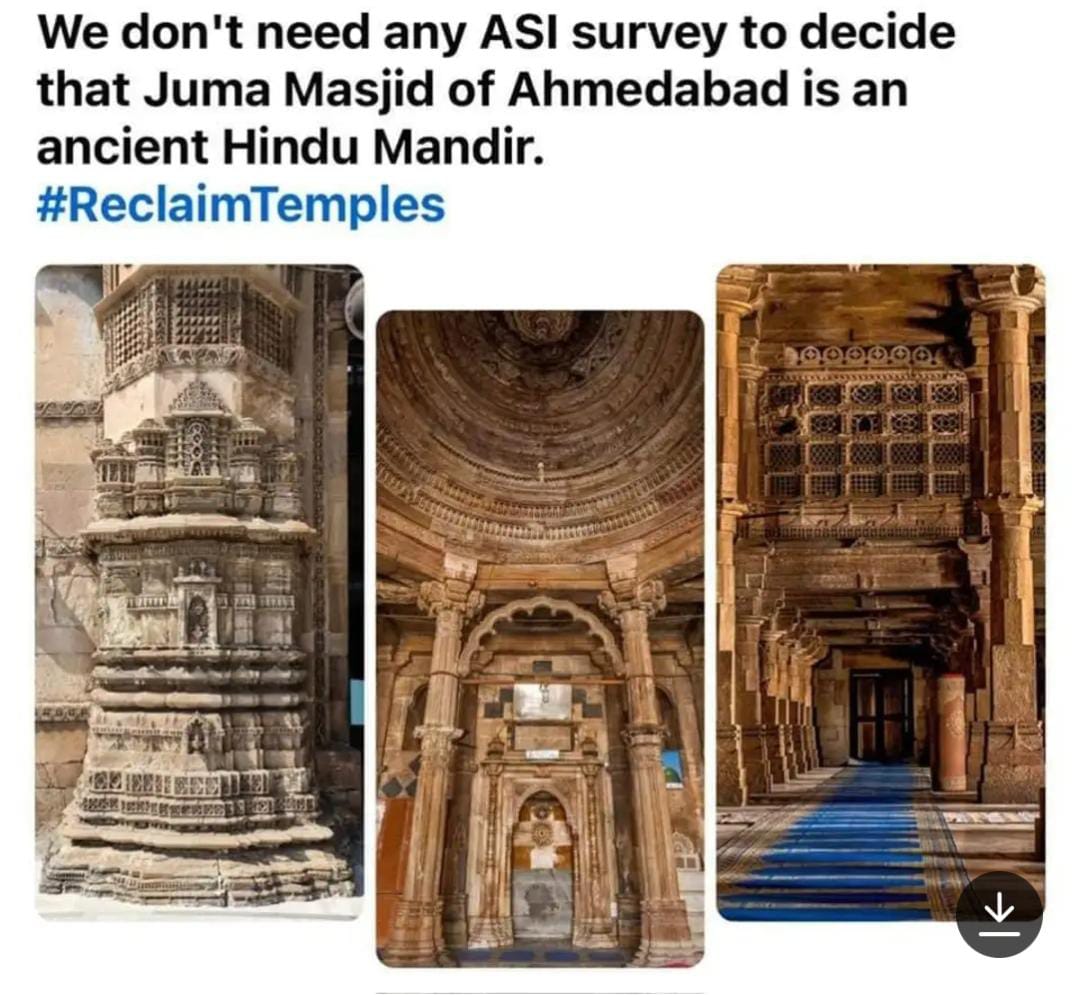 We don't need any ASI survey to decide
that Juma Masjid of Ahmedabad is an
ancient Hindu Mandir.
#ReclaimTemples